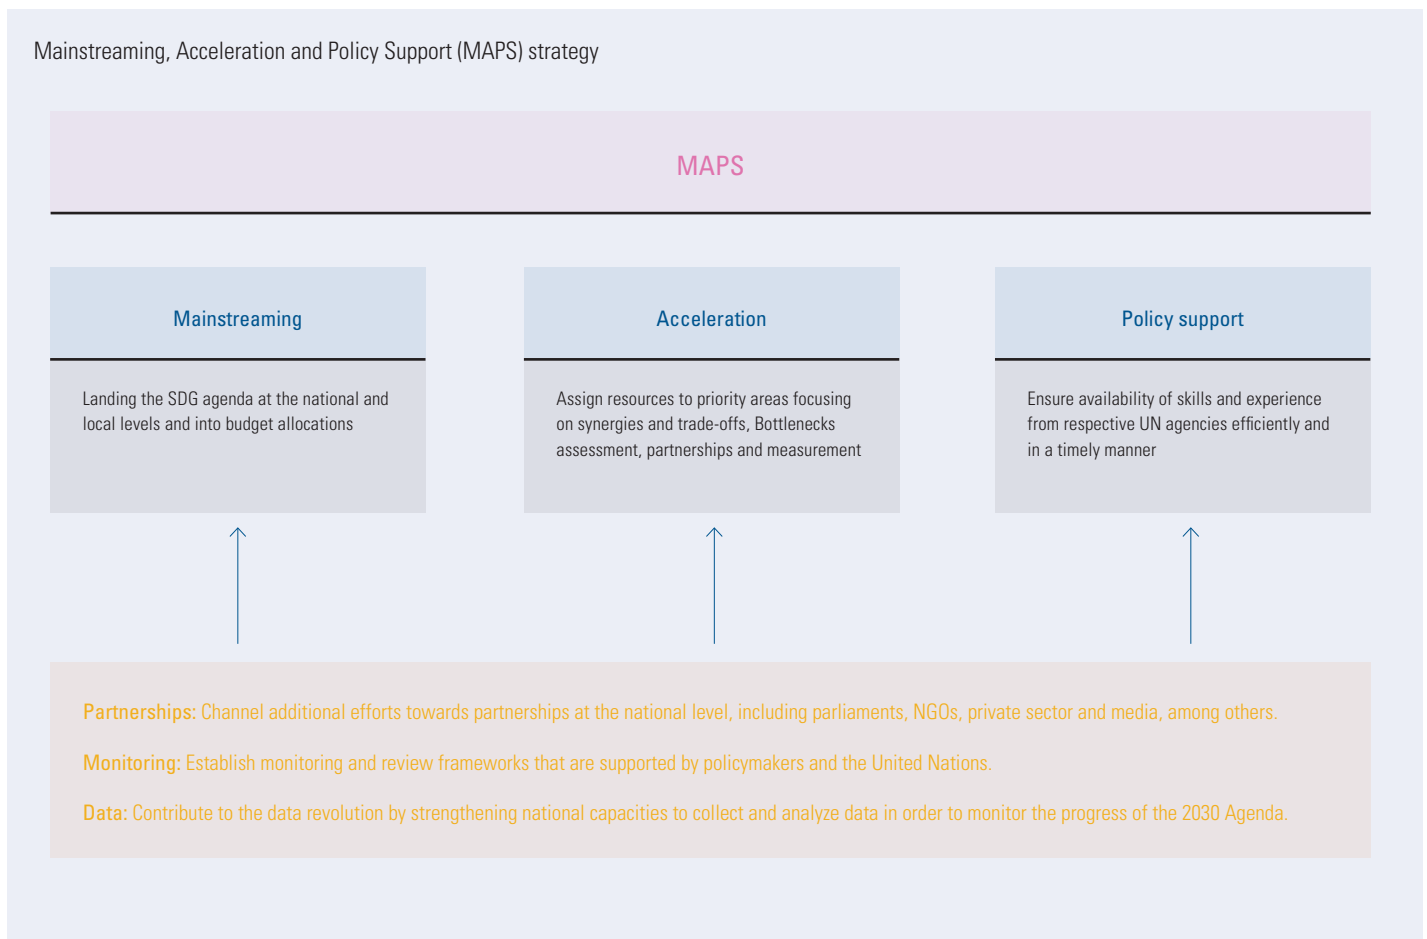 Mainstreaming, Acceleration and Policy Support (MAPS) strategy
MAPS
Mainstreaming
Landing the SDG agenda at the national and
local levels and into budget allocations
Acceleration
Assign resources to priority areas focusing
on synergies and trade-offs, Bottlenecks
assessment, partnerships and measurement
Policy support
Ensure availability of skills and experience
from respective UN agencies efficiently and
in a timely manner
Partnerships: Channel additional efforts towards partnerships at the national level, including parliaments, NGOs, private sector and media, among others.
Monitoring: Establish monitoring and review frameworks that are supported by policymakers and the United Nations.
Data: Contribute to the data revolution by strengthening national capacities to collect and analyze data in order to monitor the progress of the 2030 Agenda.